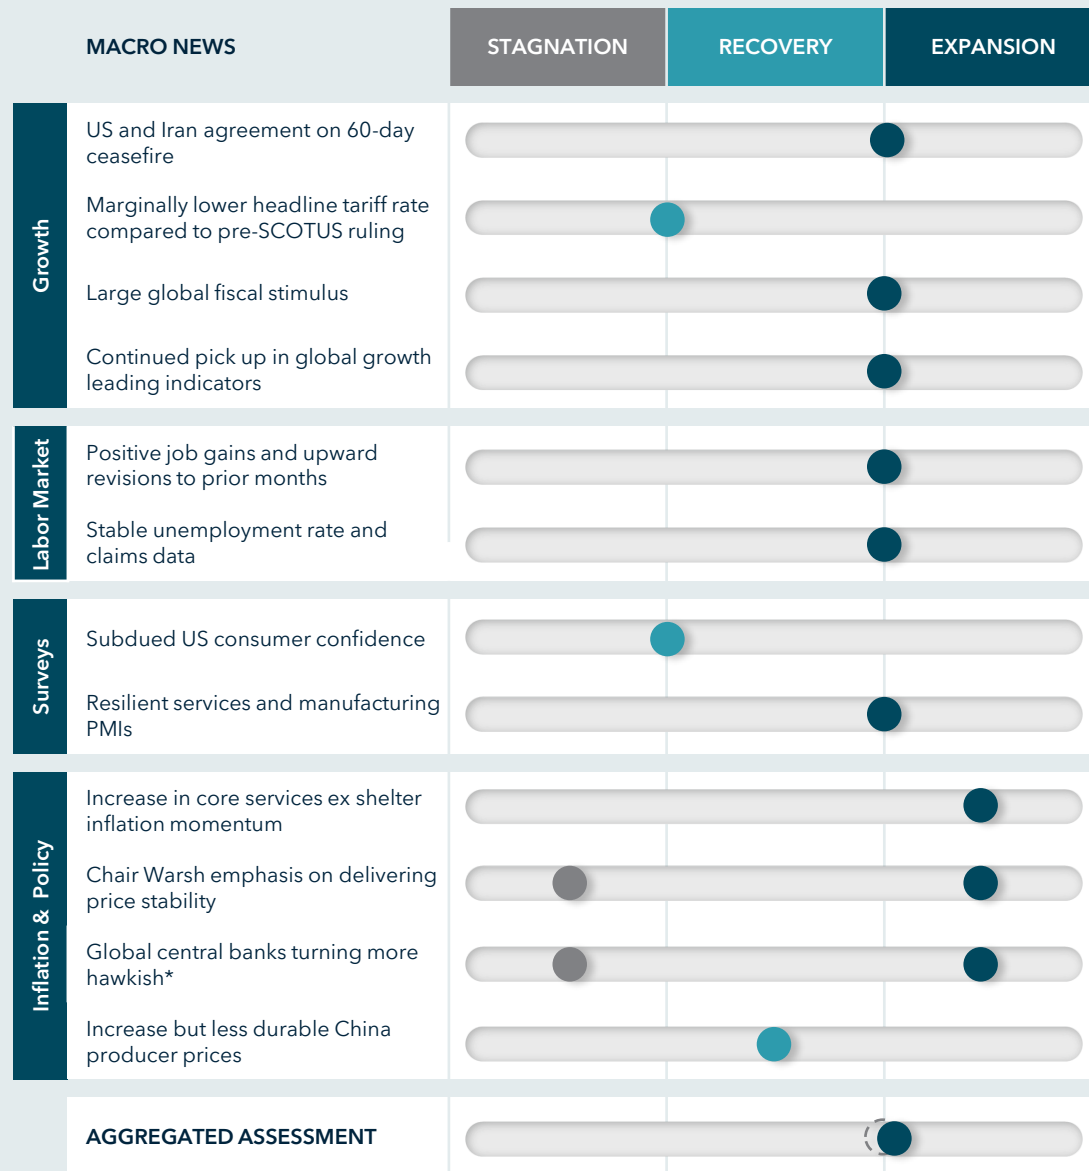 MACRO NEWS
STAGNATION
RECOVERY
EXPANSION
Growth
US and Iran agreement on 60-day
ceasefire
Marginally lower headline tariff rate
compared to pre-SCOTUS ruling
Large global fiscal stimulus
Continued pick up in global growth
leading indicators
Labor Market
Positive job gains and upward
revisions to prior months
Stable unemployment rate and
claims data
Surveys
Subdued US consumer confidence
Resilient services and manufacturing
PMIs
Inflation & Policy
Increase in core services ex shelter
inflation momentum
Chair Warsh emphasis on delivering
price stability
Global central banks turning more
hawkish*
Increase but less durable China
producer prices
AGGREGATED ASSESSMENT